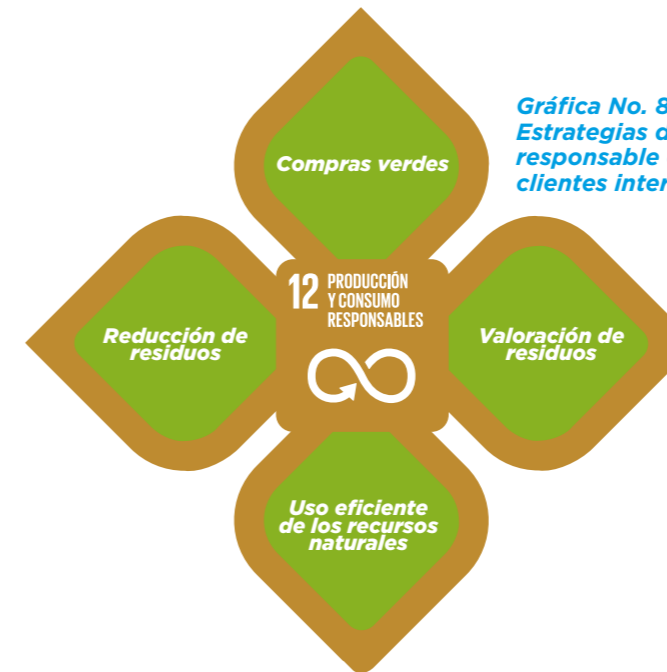 Gráfica No. 8
Estrategias
responsable
clientes
Compras verdes
12 PRODUCCIÓN
Y CONSUMO
RESPONSABLES
Reducción de
residuos
Valoración de
residuos
Uso eficiente
de los recursos
naturales